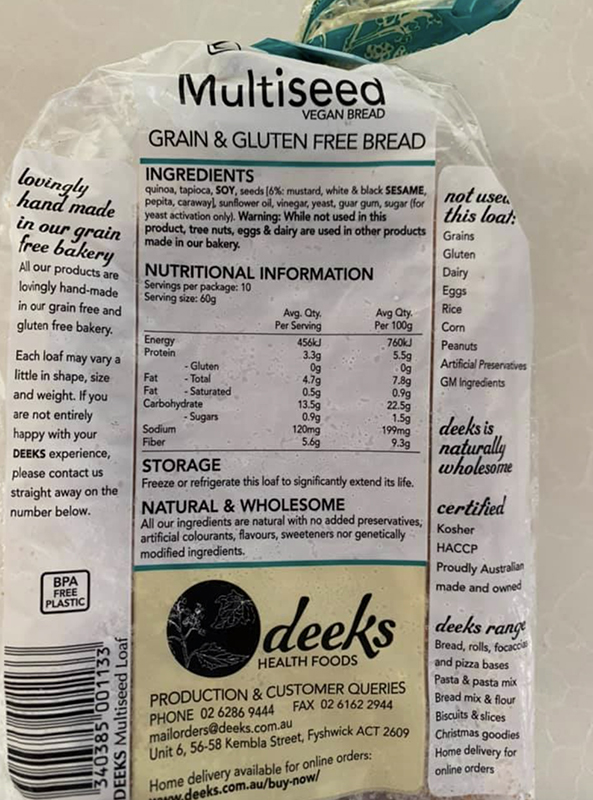 Multiseed
VEGAN BREAD
GRAIN & GLUTEN FREE BREAD
INGREDIENTS
quinoa, tapioca, SOY, seeds [6%: mustard, white & black SESAME,
pepita, caraway], sunflower oil, vinegar, yeast, guar gum, sugar (for
yeast activation only). Warning: While not used in this
product, tree nuts, eggs & dairy are used in other products
made in our bakery.
NUTRITIONAL INFORMATION
Servings per package: 10
Serving size: 60g
Avg. Qty. Avg Qty.
Per Serving Per 100g
Energy 456kJ 760kJ
Protein 3.3g 5.5g
- Gluten 0g 0g
Fat - Total 4.7g 7.8g
Fat - Saturated 0.5g 0.9g
Carbohydrate 13.5g 22.5g
- Sugars 0.9g 1.5g
Sodium 120mg 199mg
Fiber 5.6g 9.3g
STORAGE
Freeze or refrigerate this loaf to significantly extend its life.
NATURAL & WHOLESOME
All our ingredients are natural with no added preservatives,
artificial colourants, flavours, sweeteners nor genetically
modified ingredients.
deeks
HEALTH FOODS
PRODUCTION & CUSTOMER QUERIES
PHONE 02 6286 9444 FAX 02 6162 2944
mailorders@deeks.com.au
Unit 6, 56-58 Kembla Street, Fyshwick ACT 2609
Home delivery available for online orders:
www.deeks.com.au/buy-now/
lovingly
hand made
in our grain
free bakery
All our products are
lovingly hand-made
in our grain free and
gluten free bakery.
Each loaf may vary a
little in shape, size
and weight. If you
are not entirely
happy with your
DEEKS experience,
please contact us
straight away on the
number below.
BPA
FREE
PLASTIC
340385 001133
DEEKS Multiseed Loaf
not used
this loaf:
Grains
Gluten
Dairy
Eggs
Rice
Corn
Peanuts
Artificial Preservatives
GM Ingredients
deeks is
naturally
wholesome
certified
Kosher
HACCP
Proudly Australian
made and owned
deeks range
Bread, rolls, focaccias
and pizza bases
Pasta & pasta mix
Bread mix & flour
Biscuits & slices
Christmas goodies
Home delivery for
online orders